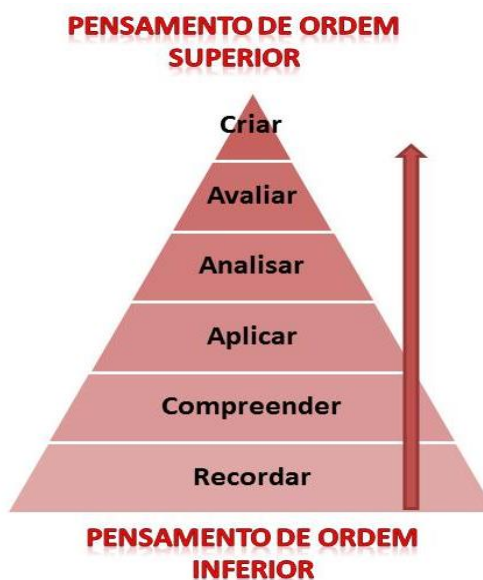 PENSAMENTO DE ORDEM
SUPERIOR
Criar
Avaliar
Analisar
Aplicar
Compreender
Recordar
PENSAMENTO DE ORDEM
INFERIOR